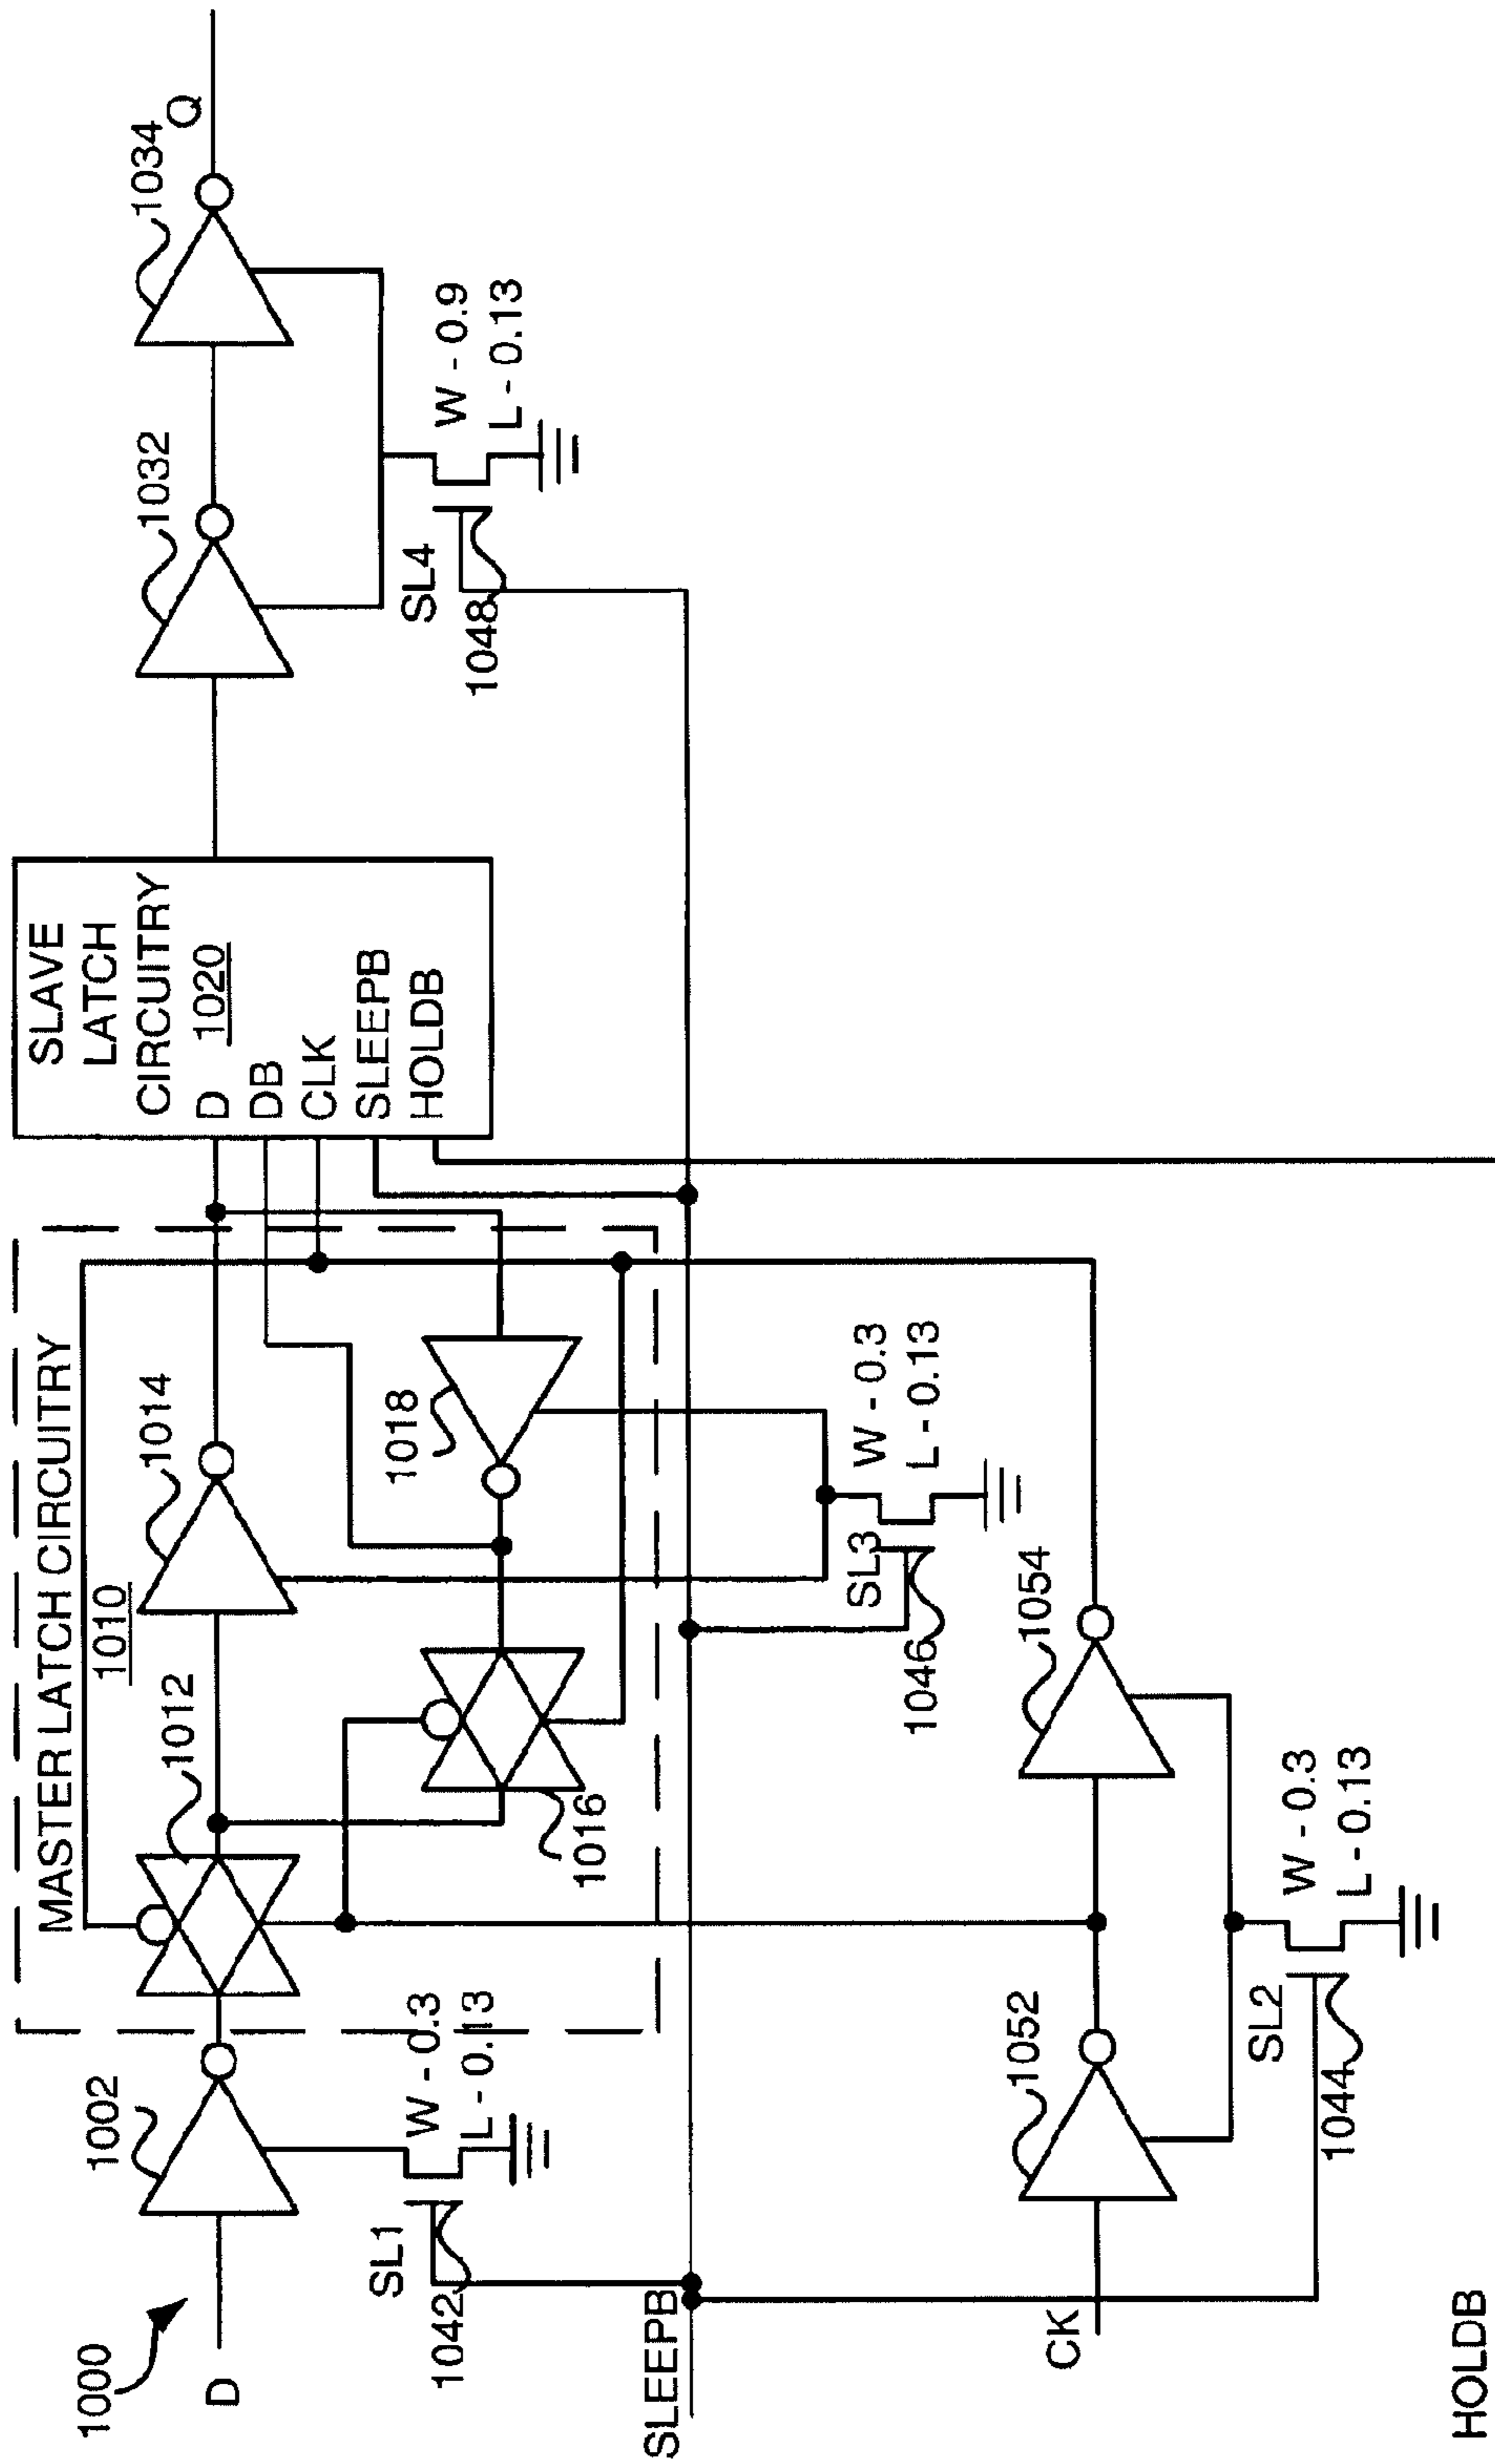 1000
D
1002
SL1
1042
W - 0.3
L - 0.13
MASTER LATCH CIRCUITRY
1010
1012
1014
1016
1018
SLAVE
LATCH
CIRCUITRY
D 1020
DB
CLK
SLEEPB
HOLDB
1032
1034
Q
SL4
1048
W - 0.9
L - 0.13
SLEEPB
SL3
1046
W - 0.3
L - 0.13
CK
1052
1054
SL2
1044
W - 0.3
L - 0.13
HOLDB